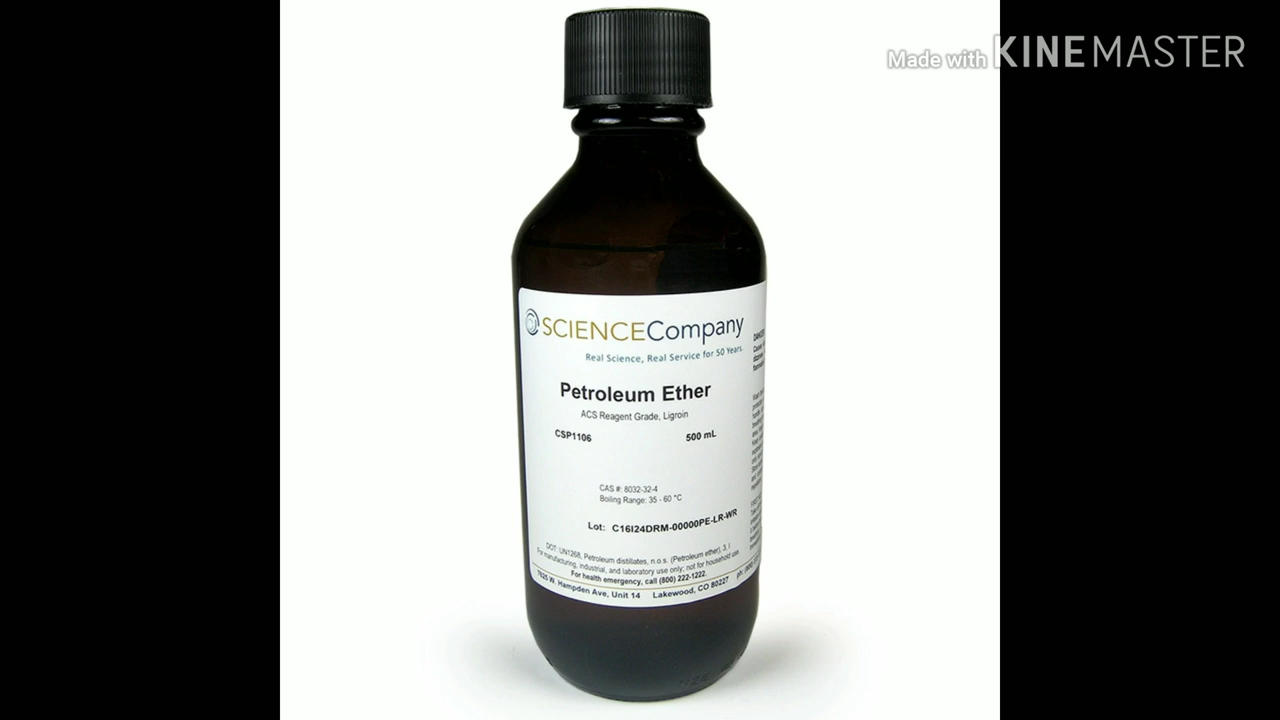 Made with KINEMASTER
SCIENCECompany
Real Science, Real Service for 50 Years.
Petroleum Ether
ACS Reagent Grade, Ligroin
CSP1106 500 mL
CAS #: 8032-32-4
Boiling Range: 35 - 60 °C
Lot: C16I24DRM-00000PE-LR-WR
DOT: UN1268, Petroleum distillates, n.o.s. (Petroleum ether), 3, I
For manufacturing, industrial, and laboratory use only; not for household use.
For health emergency, call (800) 222-1222.
7625 W. Hampden Ave, Unit 14 Lakewood, CO 80227